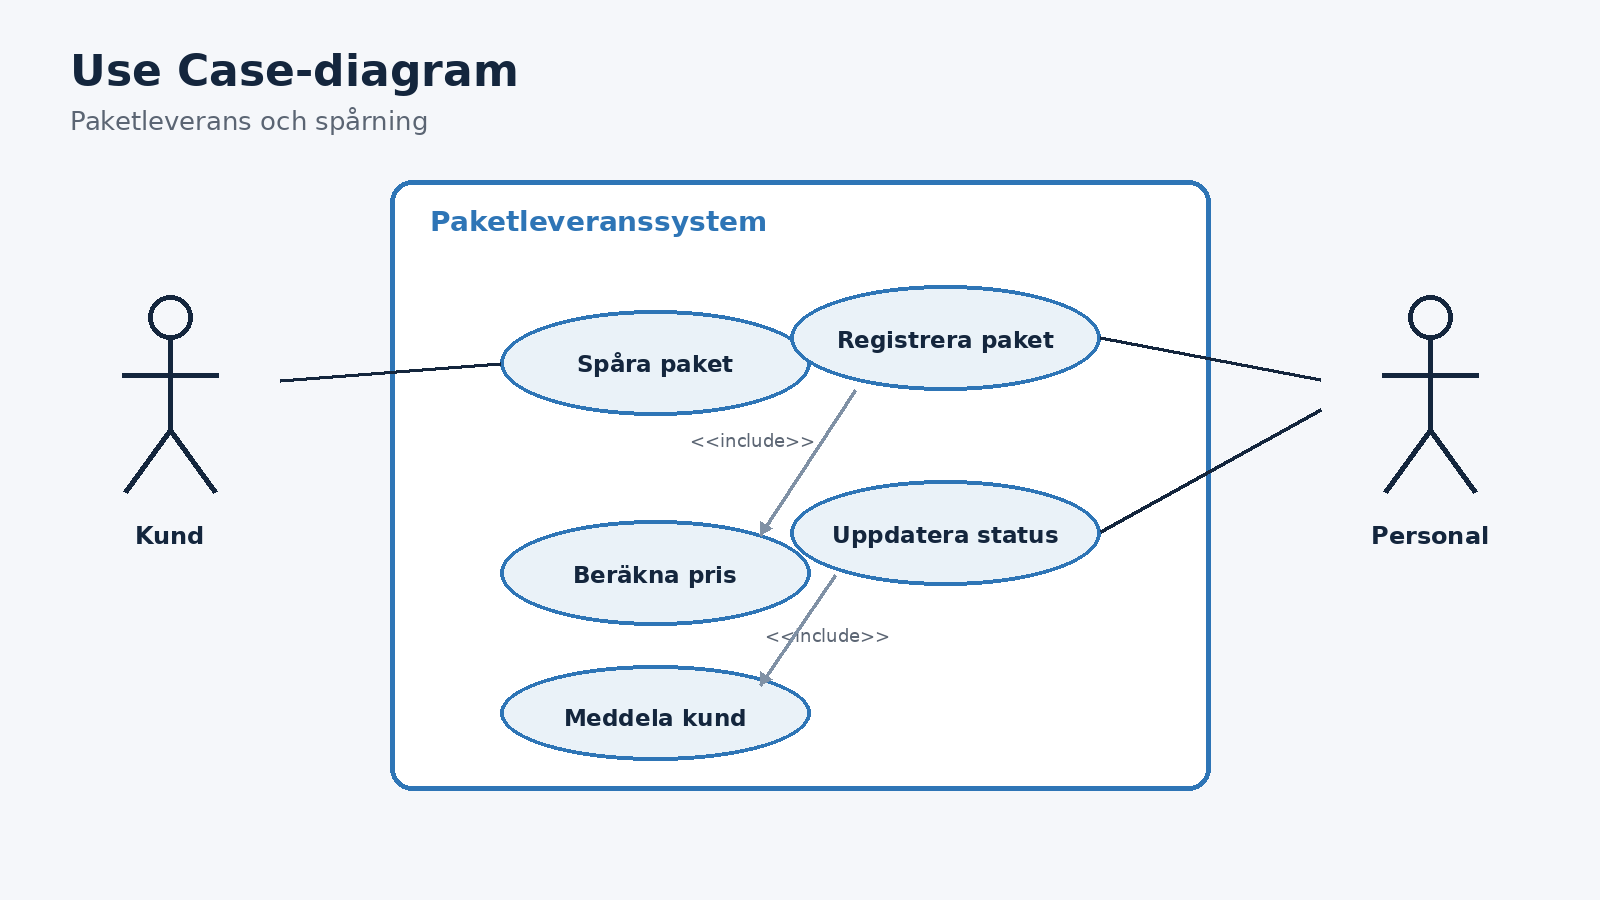 Use Case-diagram
Paketleverans och spårning
Paketleveranssystem
Spåra paket
Registrera paket
<<include>>
Kund
Beräkna pris
Uppdatera status
Personal
<<include>>
Meddela kund